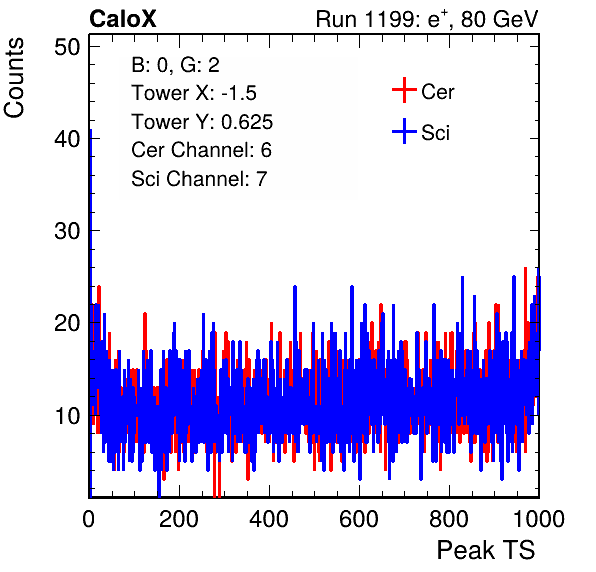 CaloX Run 1199: e+, 80 GeV
Counts
50
40
30
20
10
B: 0, G: 2
Tower X: -1.5
Tower Y: 0.625
Cer Channel: 6
Sci Channel: 7
Cer
Sci
0 200 400 600 800 1000
Peak TS